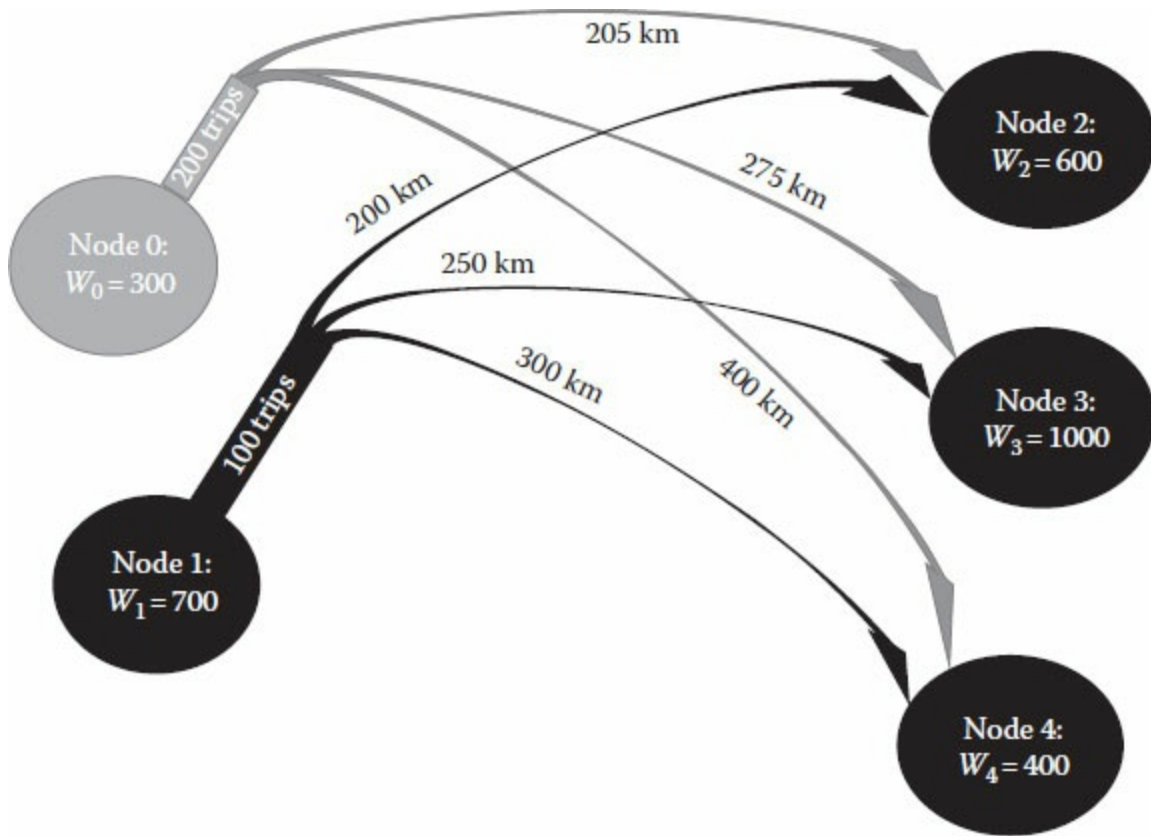 205 km
200 trips
Node 2:
W₂ = 600
200 km
275 km
Node 0:
W₀ = 300
250 km
300 km
400 km
Node 3:
W₃ = 1000
100 trips
Node 1:
W₁ = 700
Node 4:
W₄ = 400